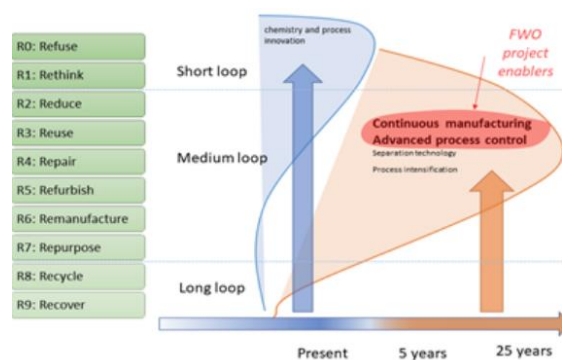 R0: Refuse
R1: Rethink
R2: Reduce
R3: Reuse
R4: Repair
R5: Refurbish
R6: Remanufacture
R7: Repurpose
R8: Recycle
R9: Recover
Short loop
Medium loop
Long loop
chemistry and process
innovation
FWO
project
enablers
Continuous manufacturing
Advanced process control
Separation technology
Process intensification
Present
5 years
25 years